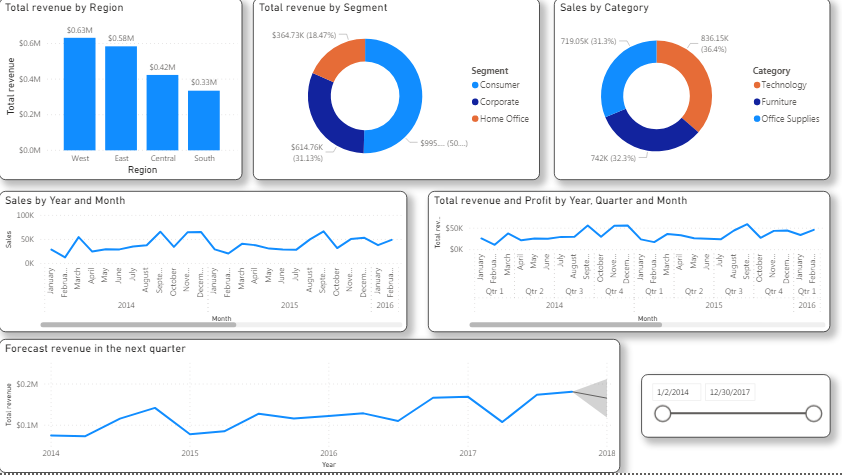 Total revenue by Region
Total revenue
$0.6M
$0.4M
$0.2M
$0.0M
$0.63M
$0.58M
$0.42M
$0.33M
West
East
Central
South
Region
Total revenue by Segment
$364.73K (18.47%)
$614.76K
(31.13%)
$995.... (50....)
Segment
Consumer
Corporate
Home Office
Sales by Category
719.05K (31.3%)
836.15K
(36.4%)
742K (32.3%)
Category
Technology
Furniture
Office Supplies
Sales by Year and Month
Sales
100K
50K
0K
January
Februa...
March
April
May
June
July
August
Septe...
October
Nove...
Decem...
January
Februa...
March
April
May
June
July
August
Septe...
October
Nove...
Decem...
January
Februa...
2014
2015
2016
Month
Total revenue and Profit by Year, Quarter and Month
Total rev...
$50K
$0K
January
Februa...
March
April
May
June
July
August
Septe...
October
Nove...
Decem...
January
Februa...
March
April
May
June
July
August
Septe...
October
Nove...
Decem...
January
Februa...
Qtr 1
Qtr 2
Qtr 3
Qtr 4
Qtr 1
Qtr 2
Qtr 3
Qtr 4
Qtr 1
2014
2015
2016
Month
Forecast revenue in the next quarter
Total revenue
$0.2M
$0.1M
2014
2015
2016
2017
2018
Year
1/2/2014
12/30/2017